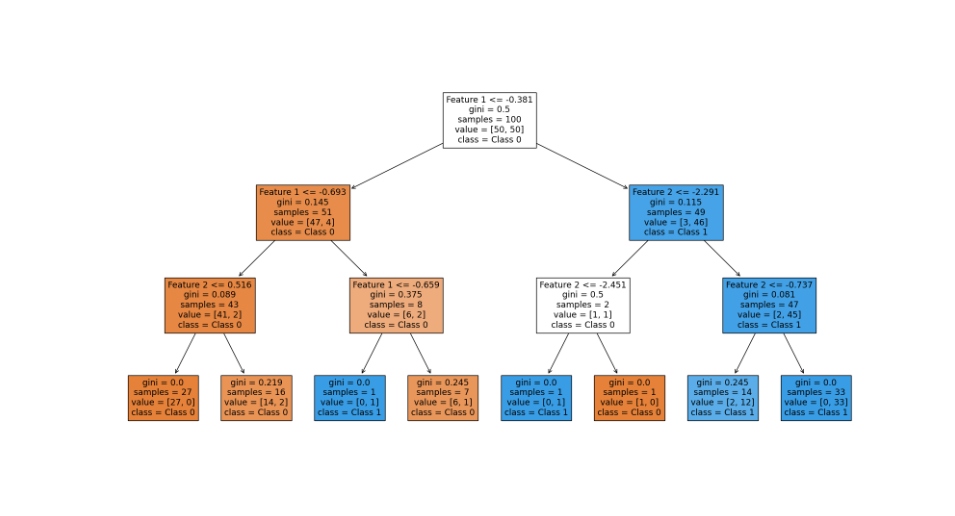 Feature 1 <= -0.381
gini = 0.5
samples = 100
value = [50, 50]
class = Class 0
Feature 1 <= -0.693
gini = 0.145
samples = 51
value = [47, 4]
class = Class 0
Feature 2 <= -2.291
gini = 0.115
samples = 49
value = [3, 46]
class = Class 1
Feature 2 <= 0.516
gini = 0.089
samples = 43
value = [41, 2]
class = Class 0
Feature 1 <= -0.659
gini = 0.375
samples = 8
value = [6, 2]
class = Class 0
Feature 2 <= -2.451
gini = 0.5
samples = 2
value = [1, 1]
class = Class 0
Feature 2 <= -0.737
gini = 0.081
samples = 47
value = [2, 45]
class = Class 1
gini = 0.0
samples = 27
value = [27, 0]
class = Class 0
gini = 0.219
samples = 16
value = [14, 2]
class = Class 0
gini = 0.0
samples = 1
value = [0, 1]
class = Class 1
gini = 0.245
samples = 7
value = [6, 1]
class = Class 0
gini = 0.0
samples = 1
value = [0, 1]
class = Class 1
gini = 0.0
samples = 1
value = [1, 0]
class = Class 0
gini = 0.245
samples = 14
value = [2, 12]
class = Class 1
gini = 0.0
samples = 33
value = [0, 33]
class = Class 1